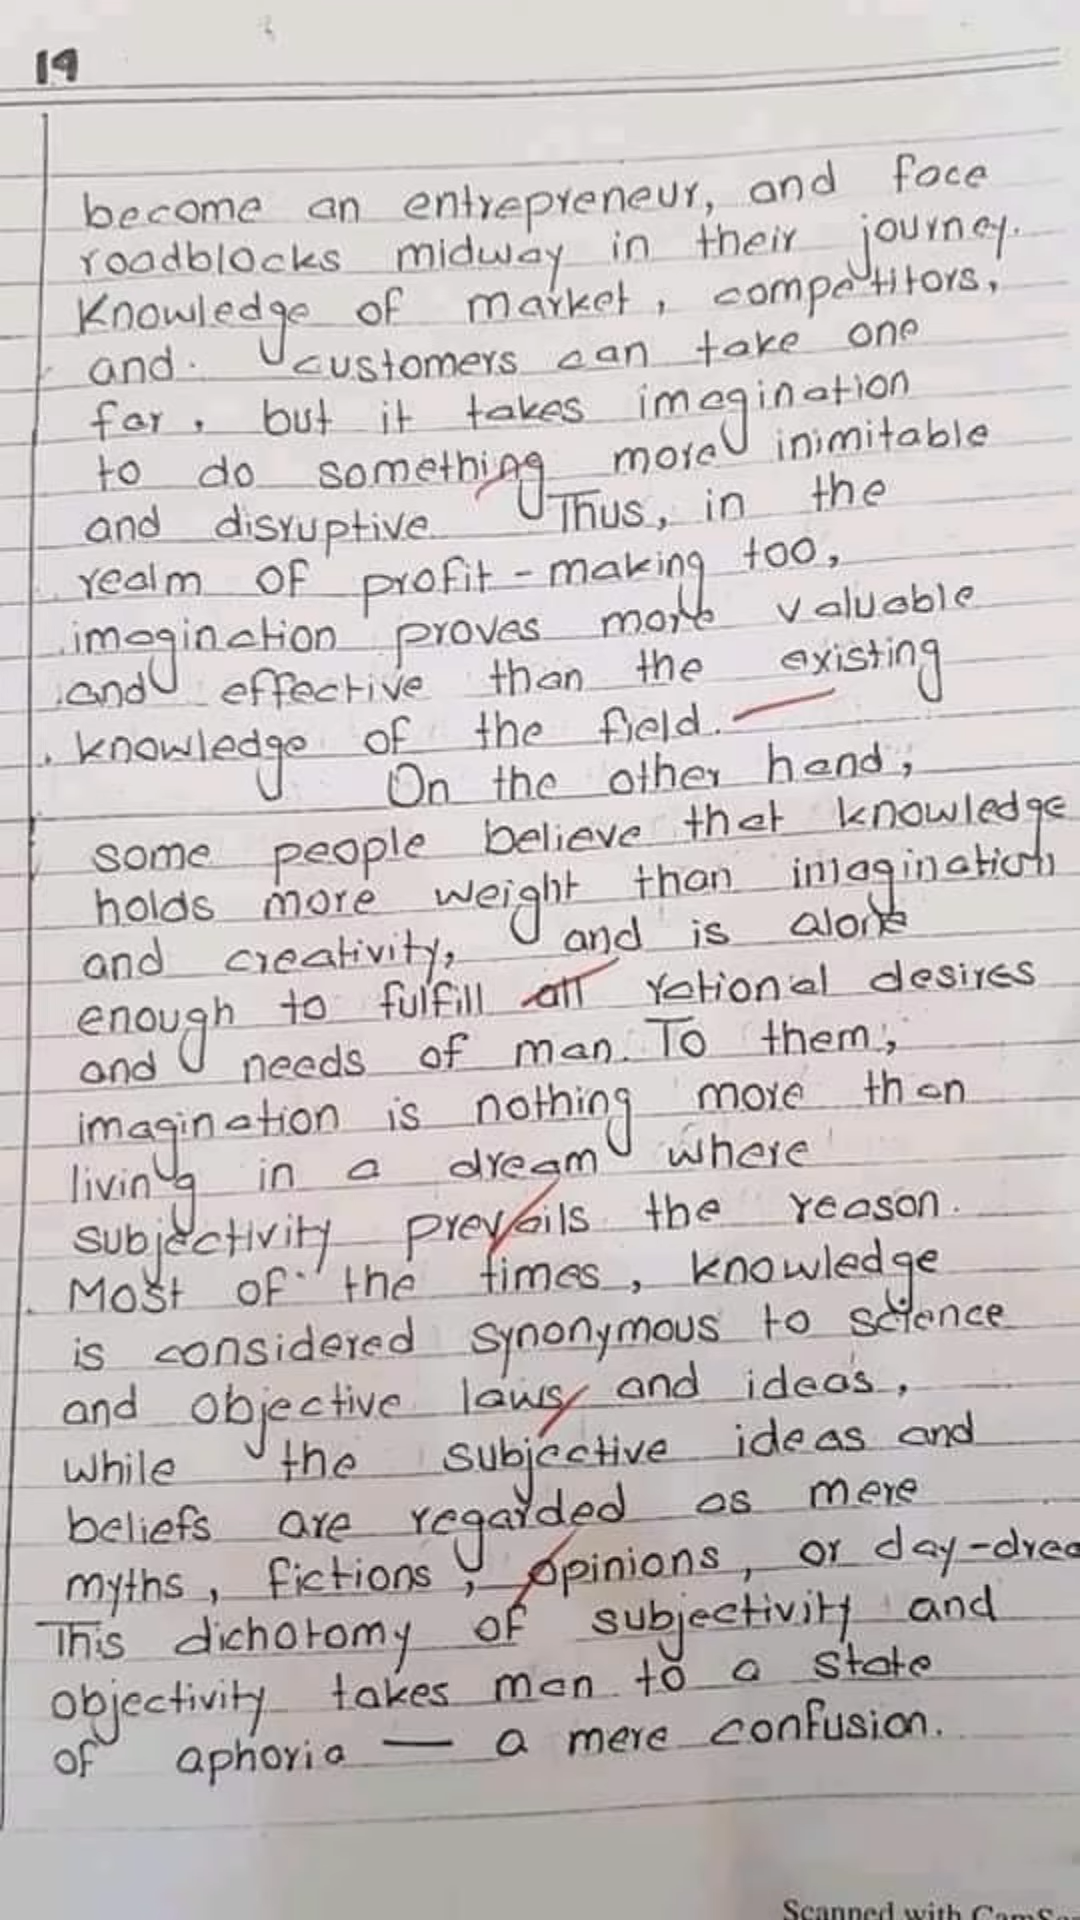 19
become an entrepreneur, and face
roadblocks midway in their journey.
Knowledge of market, competitors,
and customers can take one
far, but it takes imagination
to do something more inimitable
and disruptive. Thus, in the
realm of profit-making too,
imagination proves more valuable
and effective than the existing
knowledge of the field.
On the other hand,
some people believe that knowledge
holds more weight than imagination
and creativity, and is alone
enough to fulfill all rational desires
and needs of man. To them,
imagination is nothing more than
living in a dream where
subjectivity prevails the reason.
Most of the times, knowledge
is considered synonymous to science
and objective laws and ideas,
while the subjective ideas and
beliefs are regarded as mere
myths, fictions, opinions, or day-drea
This dichotomy of subjectivity and
objectivity takes man to a state
of aphoria — a mere confusion.
Scanned with CamSc